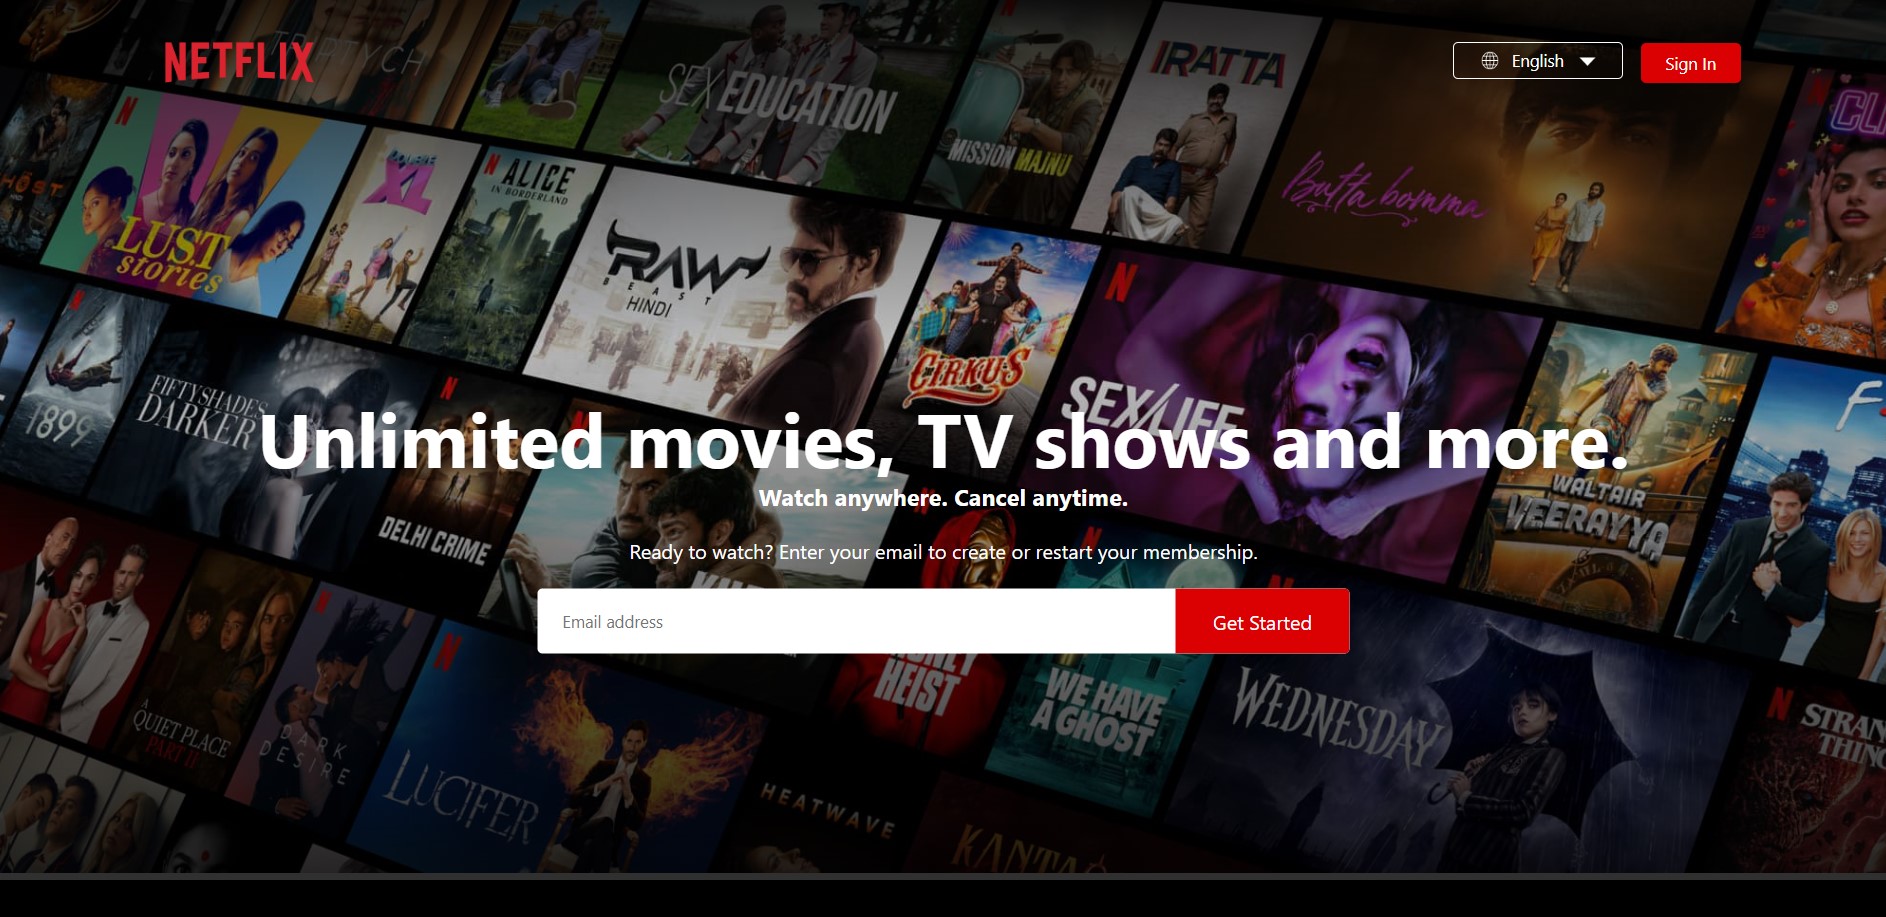 NETFLIX
English
Sign In
SEX EDUCATION
MISSION MAJNU
IRATTA
Butta bomma
LUST
stories
DOUBLE
XL
ALICE
IN BORDERLAND
RAW
BEAST
HINDI
CIRKUS
SEX/LIFE
1899
FIFTY SHADES
DARKER
Unlimited movies, TV shows and more.
Watch anywhere. Cancel anytime.
Ready to watch? Enter your email to create or restart your membership.
Email address
Get Started
DELHI CRIME
WALTAIR
VEERAYYA
A
QUIET PLACE
PART II
DARK
DESIRE
LUCIFER
HEIST
WE HAVE
A GHOST
WEDNESDAY
HEATWAVE